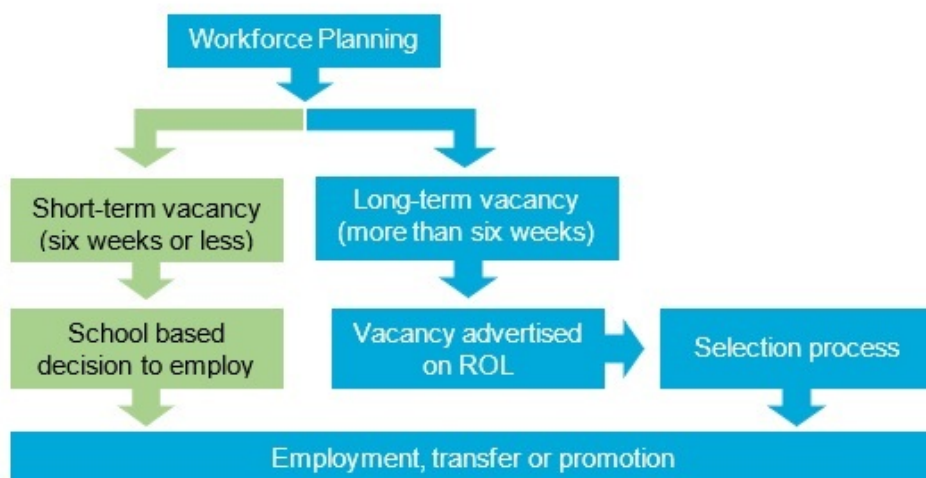 Workforce Planning
Short-term vacancy
(six weeks or less)
Long-term vacancy
(more than six weeks)
School based
decision to employ
Vacancy advertised
on ROL
Selection process
Employment, transfer or promotion